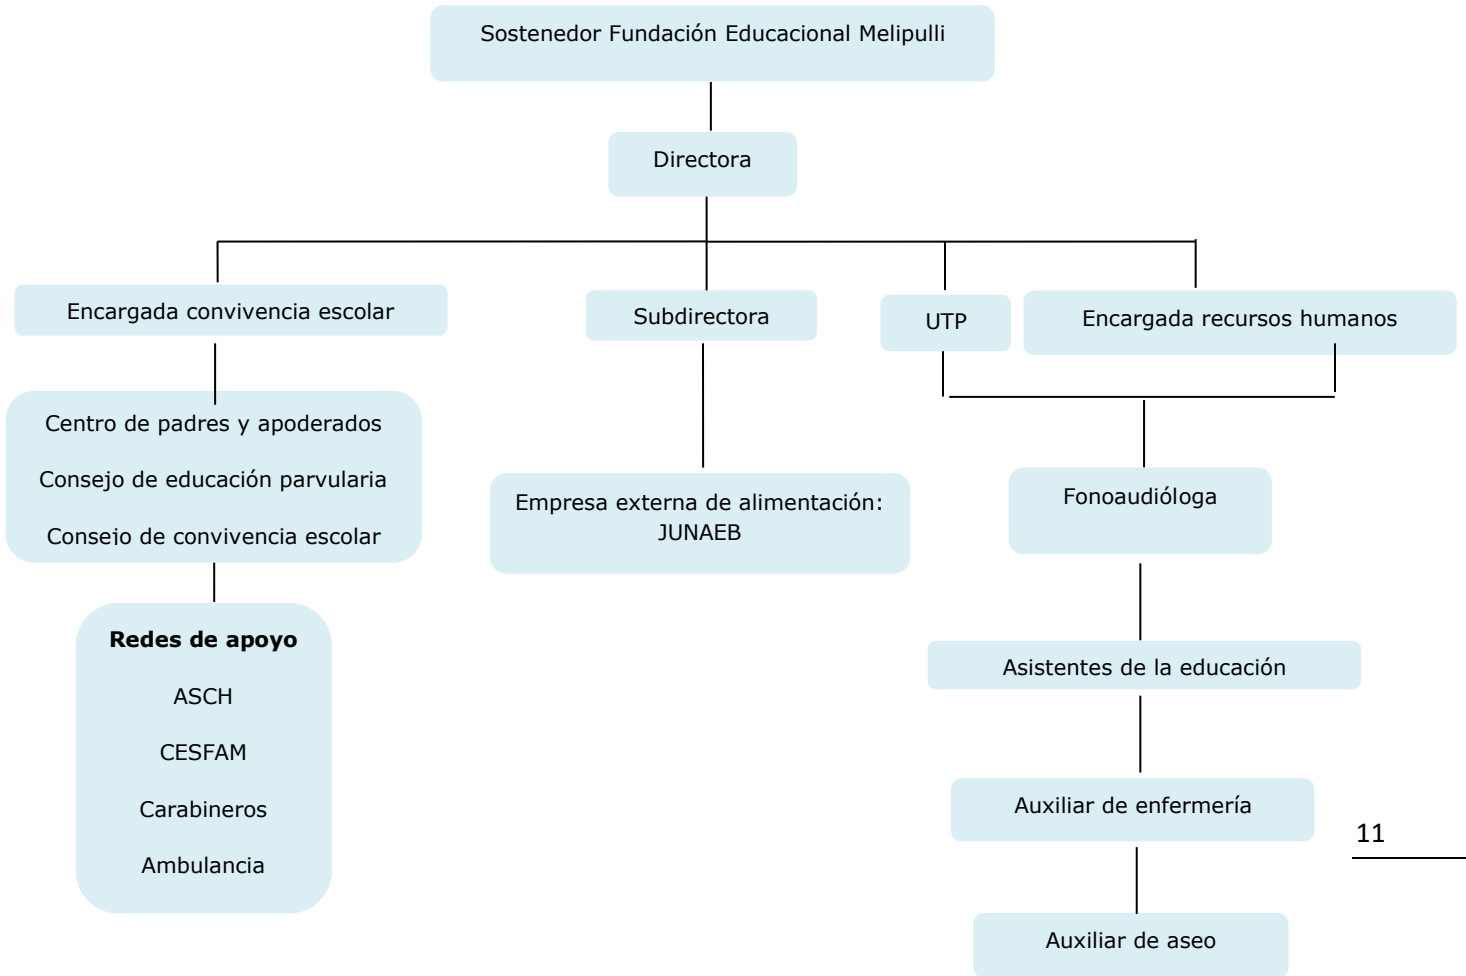 Sostenedor Fundación Educacional Melipulli
Directora
Encargada convivencia escolar
Subdirectora
UTP
Encargada recursos humanos
Centro de padres y apoderados
Consejo de educación parvularia
Consejo de convivencia escolar
Empresa externa de alimentación:
JUNAEB
Fonoaudióloga
Redes de apoyo
ASCH
CESFAM
Carabineros
Ambulancia
Asistentes de la educación
Auxiliar de enfermería
11
Auxiliar de aseo